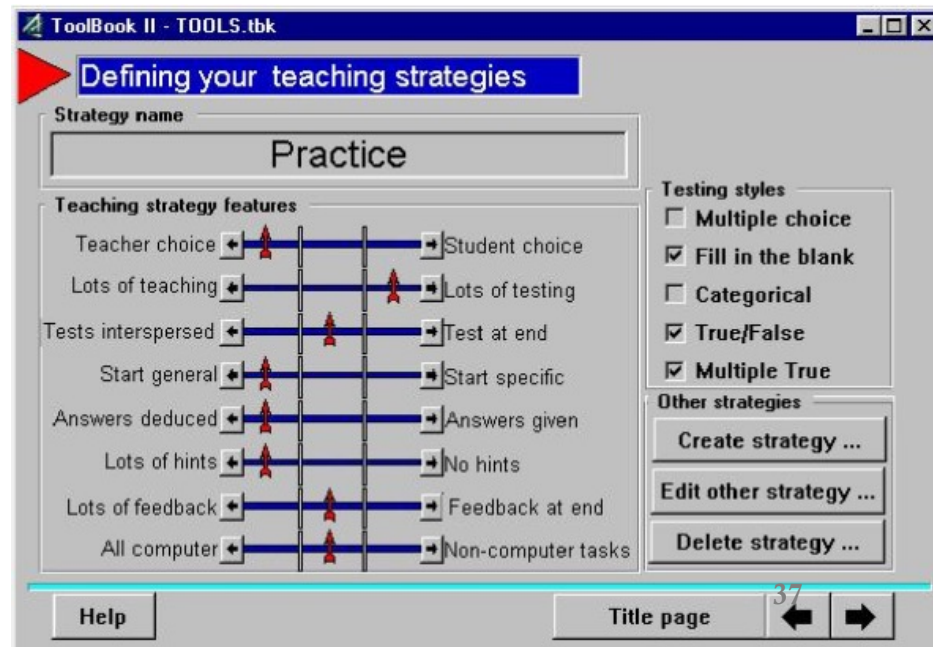 ToolBook II - TOOLS.tbk
Defining your teaching strategies
Strategy name
Practice
Teaching strategy features
Teacher choice Student choice
Lots of teaching Lots of testing
Tests interspersed Test at end
Start general Start specific
Answers deduced Answers given
Lots of hints No hints
Lots of feedback Feedback at end
All computer Non-computer tasks
Testing styles
Multiple choice
Fill in the blank
Categorical
True/False
Multiple True
Other strategies
Create strategy ...
Edit other strategy ...
Delete strategy ...
37
Help
Title page